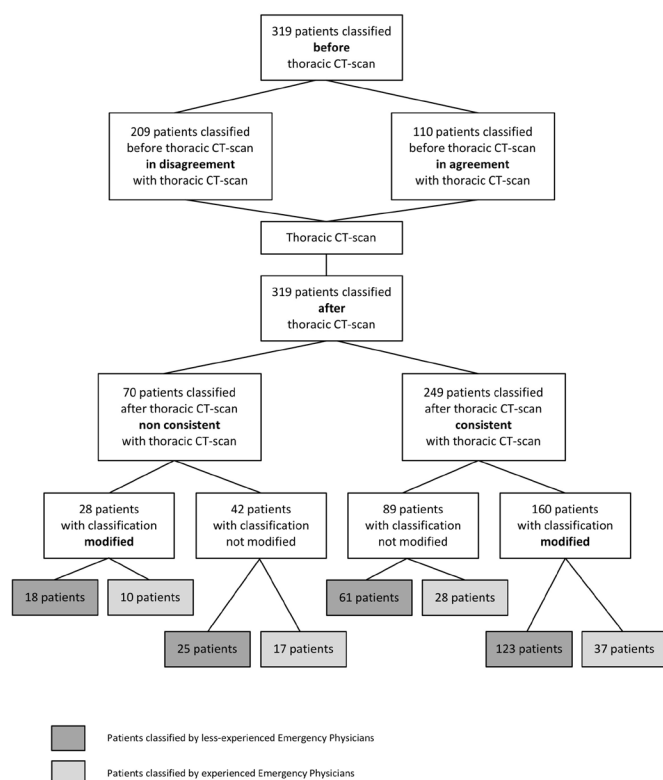 319 patients classified
before
thoracic CT-scan
209 patients classified
before thoracic CT-scan
in disagreement
with thoracic CT-scan
110 patients classified
before thoracic CT-scan
in agreement
with thoracic CT-scan
Thoracic CT-scan
319 patients classified
after
thoracic CT-scan
70 patients classified
after thoracic CT-scan
non consistent
with thoracic CT-scan
249 patients classified
after thoracic CT-scan
consistent
with thoracic CT-scan
28 patients
with classification
modified
42 patients
with classification
not modified
89 patients
with classification
not modified
160 patients
with classification
modified
18 patients
10 patients
61 patients
28 patients
25 patients
17 patients
123 patients
37 patients
Patients classified by less-experienced Emergency Physicians
Patients classified by experienced Emergency Physicians